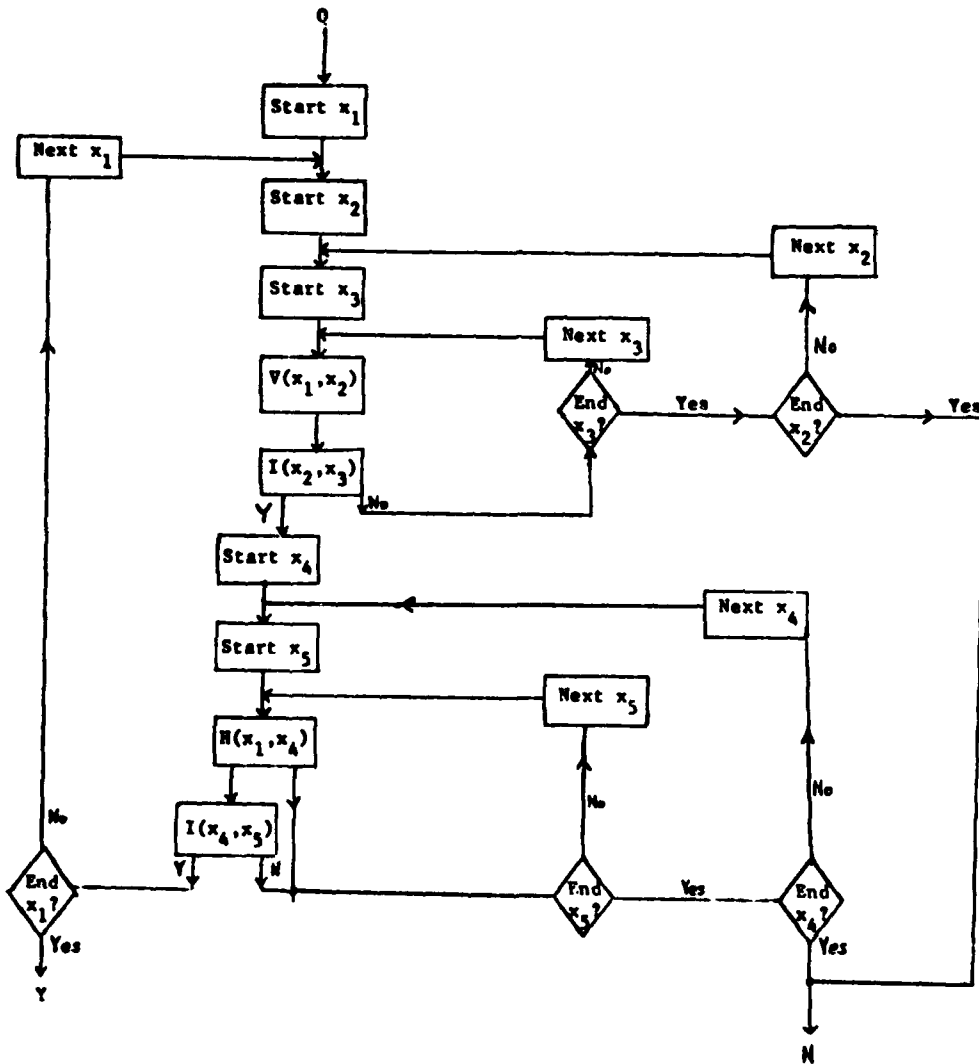 Q
Start x1
Next x1
Start x2
Next x2
Start x3
Next x3
No
No
V(x1,x2)
End
x3?
Yes
End
x2?
Yes
I(x2,x3)
Y
No
Start x4
Next x4
Start x5
Next x5
H(x1,x4)
No
No
No
I(x4,x5)
Y
N
End
x1?
End
x5?
Yes
End
x4?
Yes
Yes
Y
N